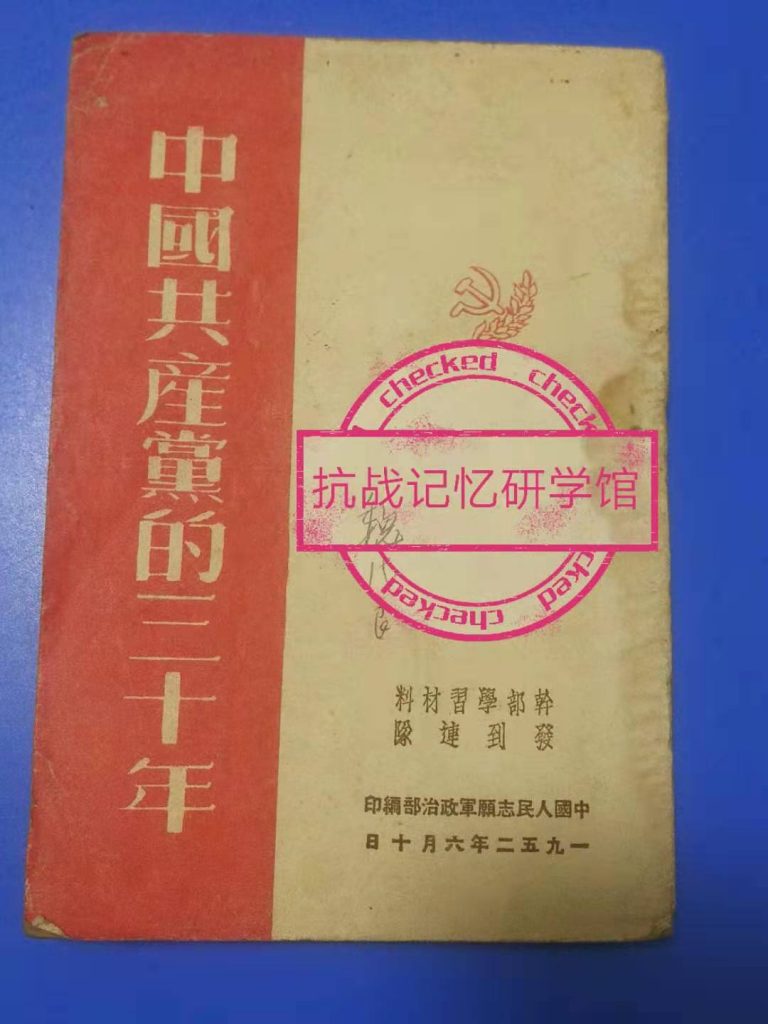 中國共産黨的三十年
checked checked
抗战记忆研学馆
checked checked
幹部學習材料
發到連隊
中國人民志願軍政治部編印
一九五二年六月十日